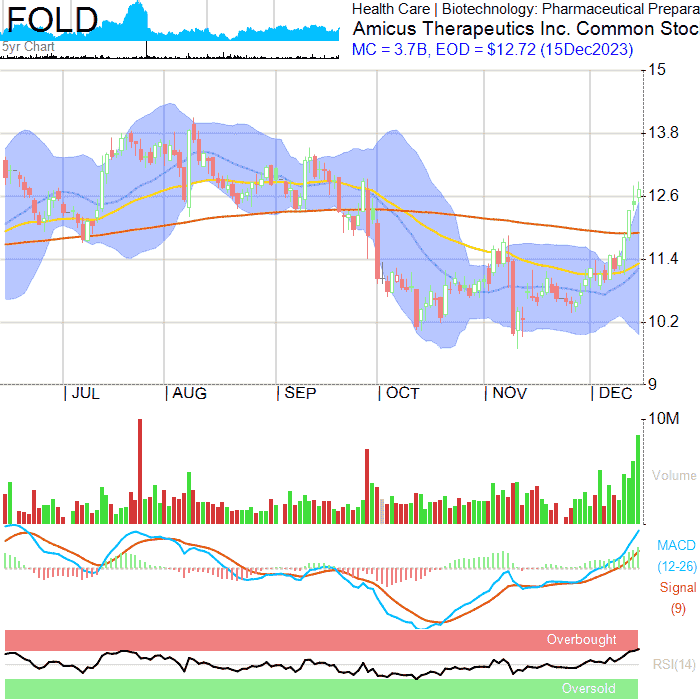 FOLD
5yr Chart
Health Care | Biotechnology: Pharmaceutical Prepara
Amicus Therapeutics Inc. Common Stoc
MC = 3.7B, EOD = $12.72 (15Dec2023)
15
13.8
12.6
11.4
10.2
9
| JUL | AUG | SEP | OCT | NOV | DEC
10M
Volume
MACD
(12-26)
Signal
(9)
Overbought
RSI(14)
Oversold